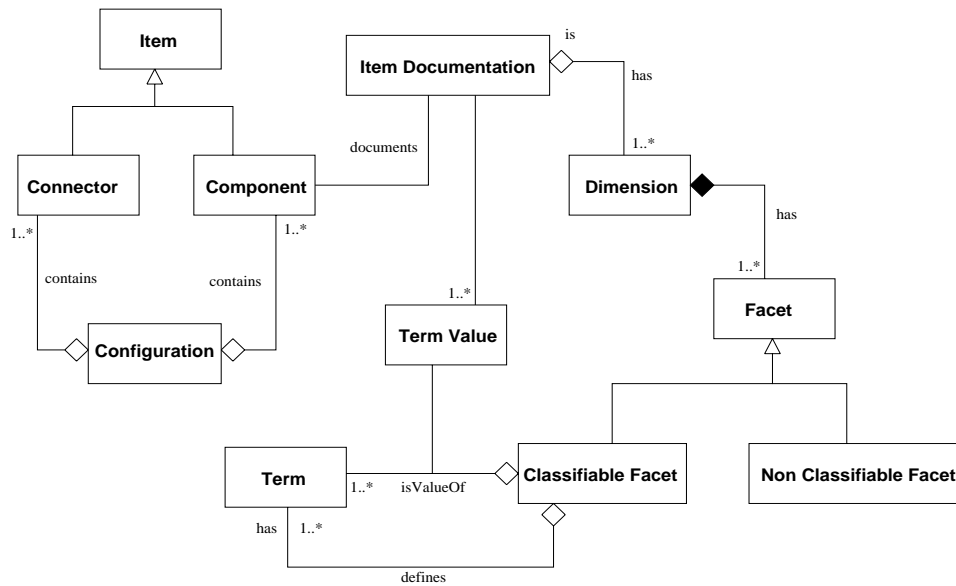 is
Item
Item Documentation
has
documents
1..*
Connector
Component
Dimension
1..*
1..*
has
contains
contains
1..*
1..*
Facet
Term Value
Configuration
Term
Classifiable Facet
Non Classifiable Facet
1..*
isValueOf
has
1..*
defines